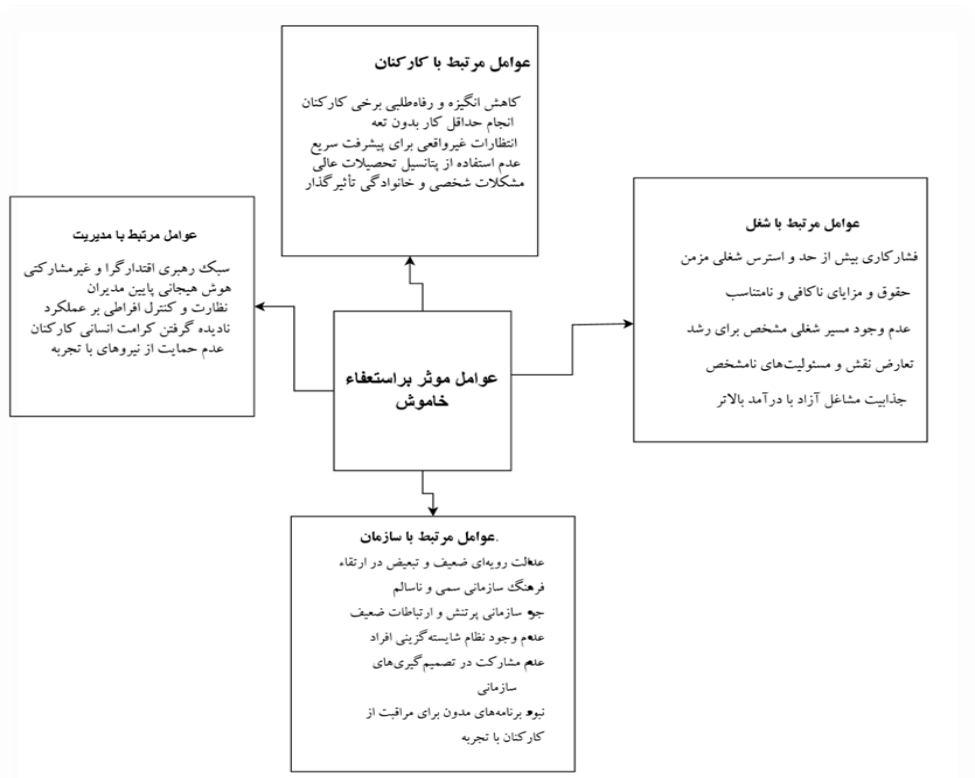 عوامل مرتبط با کارکنان
کاهش انگیزه و رفاه‌طلبی برخی کارکنان
انجام حداقل کار بدون تعه
انتظارات غیرواقعی برای پیشرفت سریع
عدم استفاده از پتانسیل تحصیلات عالی
مشکلات شخصی و خانوادگی تأثیرگذار
عوامل مرتبط با شغل
فشارکاری بیش از حد و استرس شغلی مزمن
حقوق و مزایای ناکافی و نامتناسب
عدم وجود مسیر شغلی مشخص برای رشد
تعارض نقش و مسئولیت‌های نامشخص
جذابیت مشاغل آزاد با درآمد بالاتر
عوامل مرتبط با مدیریت
سبک رهبری اقتدارگرا و غیرمشارکتی
هوش هیجانی پایین مدیران
نظارت و کنترل افراطی بر عملکرد
نادیده گرفتن کرامت انسانی کارکنان
عدم حمایت از نیروهای با تجربه
عوامل موثر براستعفاء
خاموش
.عوامل مرتبط با سازمان
عدالت رویه‌ای ضعیف و تبعیض در ارتقاء
فرهنگ سازمانی سمی و ناسالم
جو سازمانی پرتنش و ارتباطات ضعیف
عدم وجود نظام شایسته‌گزینی افراد
عدم مشارکت در تصمیم‌گیری‌های
سازمانی
نبود برنامه‌های مدون برای مراقبت از
کارکنان با تجربه